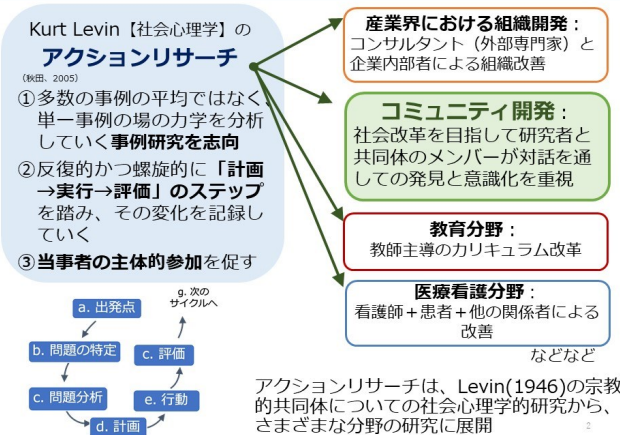 Kurt Levin【社会心理学】の
アクションリサーチ
（秋田、2005）
①多数の事例の平均ではなく、
単一事例の場の力学を分析
していく事例研究を志向
②反復的かつ螺旋的に「計画
→実行→評価」のステップ
を踏み、その変化を記録し
ていく
③当事者の主体的参加を促す
産業界における組織開発：
コンサルタント（外部専門家）と
企業内部者による組織改善
コミュニティ開発：
社会改革を目指して研究者と
共同体のメンバーが対話を通
しての発見と意識化を重視
教育分野：
教師主導のカリキュラム改革
医療看護分野：
看護師＋患者＋他の関係者による
改善
などなど
a. 出発点
b. 問題の特定
c. 問題分析
d. 計画
e. 行動
c. 評価
g. 次の
サイクルへ
アクションリサーチは、Levin(1946)の宗教
的共同体についての社会心理学的研究から、
さまざまな分野の研究に展開
2